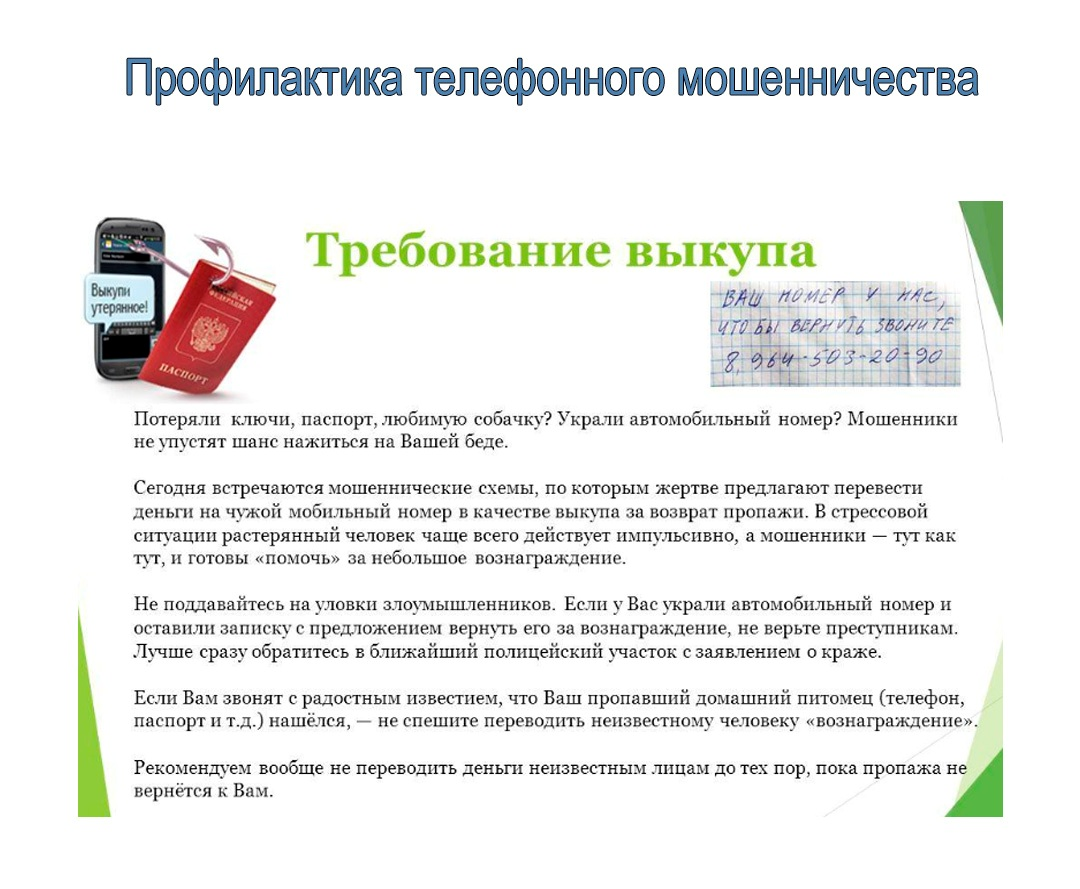 Профилактика телефонного мошенничества
Требование выкупа
Выкупи
утерянное!
РОССИЙСКАЯ
ФЕДЕРАЦИЯ
ПАСПОРТ
ВАШ НОМЕР У НАС,
ЧТО БЫ ВЕРНУТЬ ЗВОНИТЕ
8.964-503-20-90
Потеряли ключи, паспорт, любимую собачку? Украли автомобильный номер? Мошенники
не упустят шанс нажиться на Вашей беде.
Сегодня встречаются мошеннические схемы, по которым жертве предлагают перевести
деньги на чужой мобильный номер в качестве выкупа за возврат пропажи. В стрессовой
ситуации растерянный человек чаще всего действует импульсивно, а мошенники — тут как
тут, и готовы «помочь» за небольшое вознаграждение.
Не поддавайтесь на уловки злоумышленников. Если у Вас украли автомобильный номер и
оставили записку с предложением вернуть его за вознаграждение, не верьте преступникам.
Лучше сразу обратитесь в ближайший полицейский участок с заявлением о краже.
Если Вам звонят с радостным известием, что Ваш пропавший домашний питомец (телефон,
паспорт и т.д.) нашёлся, — не спешите переводить неизвестному человеку «вознаграждение».
Рекомендуем вообще не переводить деньги неизвестным лицам до тех пор, пока пропажа не
вернётся к Вам.